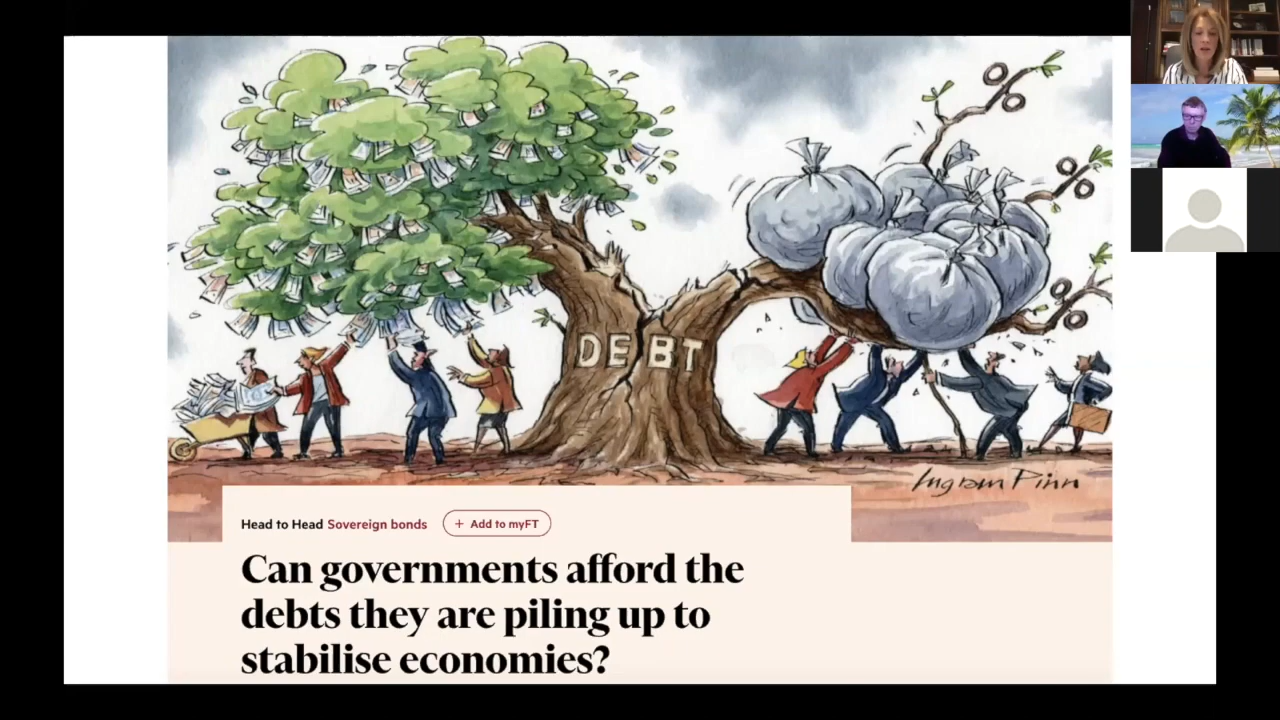 DEBT
Ingram Pinn
Head to Head Sovereign bonds + Add to myFT
Can governments afford the
debts they are piling up to
stabilise economies?